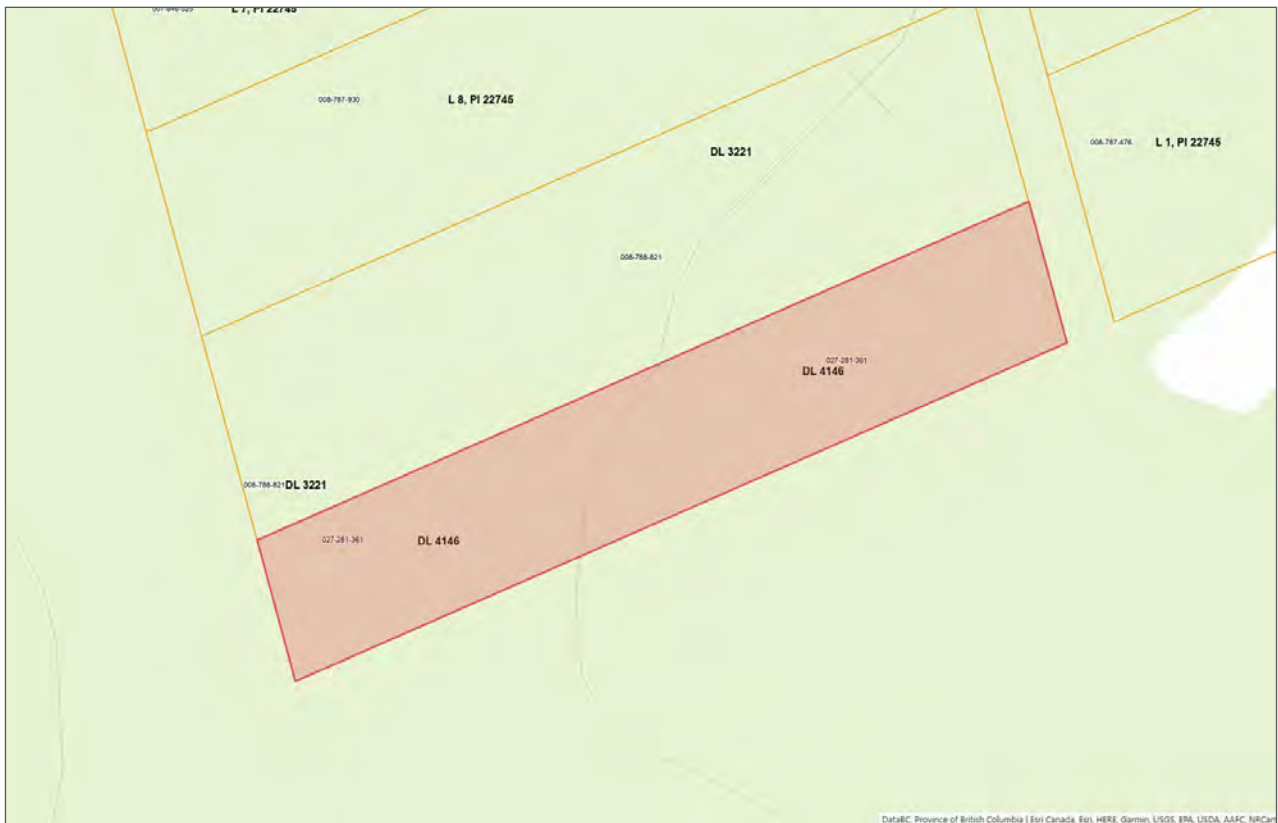 L 7, Pl 22745
008-787-930
L 8, Pl 22745
DL 3221
008-787-476
L 1, Pl 22745
008-788-821
027-281-361
DL 4146
008-788-821
DL 3221
027-281-361
DL 4146
DataBC, Province of British Columbia | Esri Canada, Esri, HERE, Garmin, USGS, EPA, USDA, AAFC, NRCan